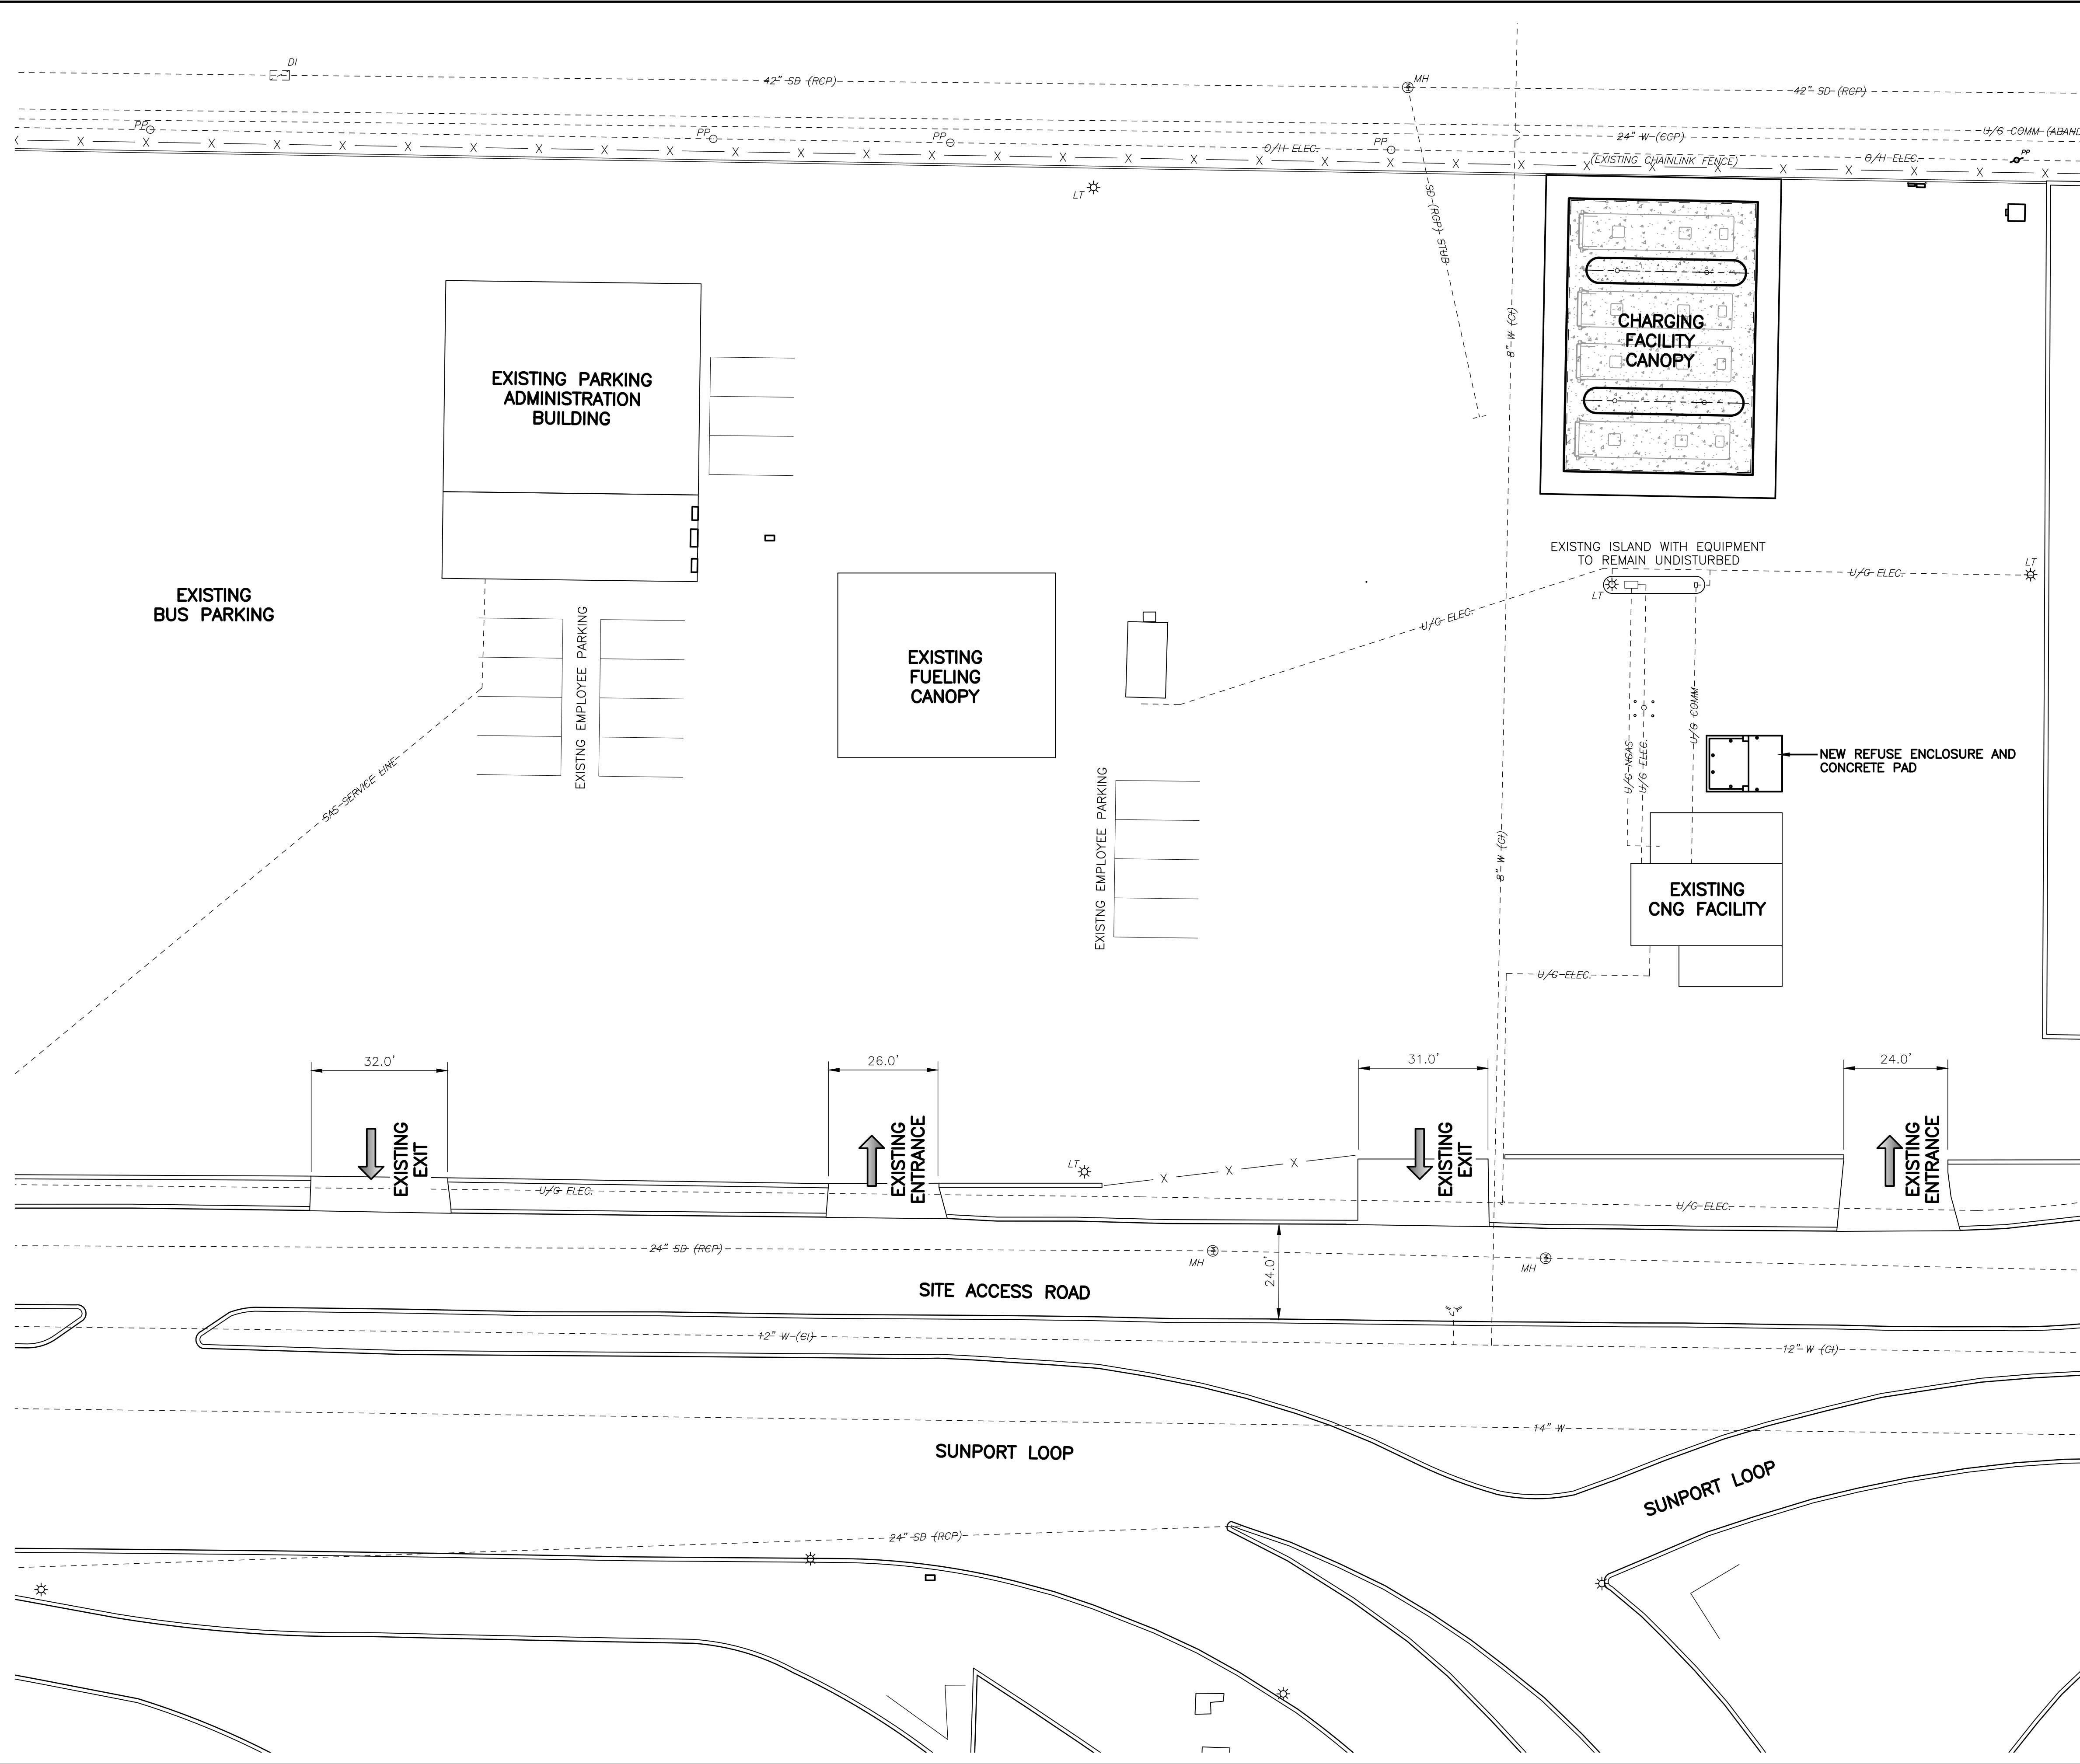 DI
42" SD (RCP)
MH
42" SD (RCP)
PP
PP
PP
PP
O/H ELEC.
24" W (CCP)
U/G COMM (ABAND
(EXISTING CHAINLINK FENCE)
O/H ELEC.
PP
LT
SD (RCP) STUB
8" W (CI)
CHARGING
FACILITY
CANOPY
EXISTING PARKING
ADMINISTRATION
BUILDING
EXISTNG ISLAND WITH EQUIPMENT
TO REMAIN UNDISTURBED
LT
U/G ELEC.
LT
EXISTING
BUS PARKING
EXISTNG EMPLOYEE PARKING
EXISTING
FUELING
CANOPY
U/G ELEC.
U/G COMM
U/G NGAS
U/G ELEC.
NEW REFUSE ENCLOSURE AND
CONCRETE PAD
SAS SERVICE LINE
EXISTNG EMPLOYEE PARKING
8" W (CI)
EXISTING
CNG FACILITY
U/G ELEC.
32.0'
26.0'
31.0'
24.0'
EXISTING
EXIT
EXISTING
ENTRANCE
LT
EXISTING
EXIT
EXISTING
ENTRANCE
U/G ELEC.
U/G ELEC.
24" SD (RCP)
MH
24.0'
MH
SITE ACCESS ROAD
12" W (CI)
12" W (CI)
14" W
SUNPORT LOOP
SUNPORT LOOP
24" SD (RCP)